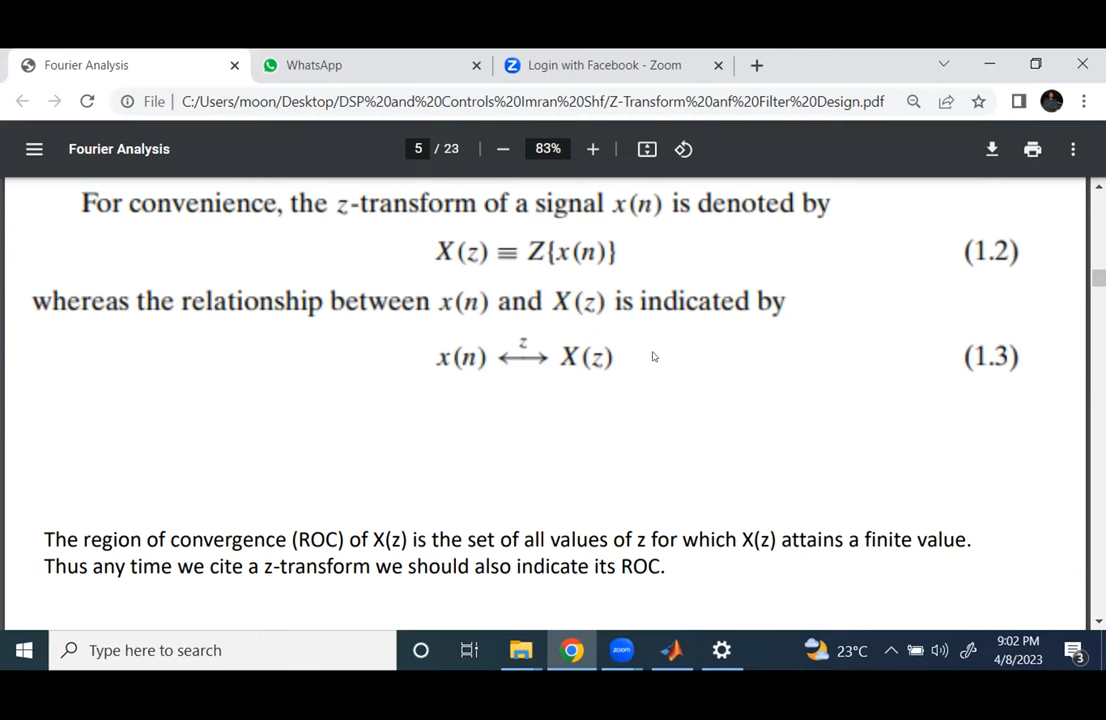 Fourier Analysis
WhatsApp
Login with Facebook - Zoom
File C:/Users/moon/Desktop/DSP%20and%20Controls%20Imran%20Shf/Z-Transform%20anf%20Filter%20Design.pdf
Fourier Analysis 5 / 23 83%
For convenience, the z-transform of a signal x(n) is denoted by
X(z) ≡ Z{x(n)} (1.2)
whereas the relationship between x(n) and X(z) is indicated by
z
x(n) ⟷ X(z) (1.3)
The region of convergence (ROC) of X(z) is the set of all values of z for which X(z) attains a finite value.
Thus any time we cite a z-transform we should also indicate its ROC.
Type here to search
zoom
23°C
9:02 PM
4/8/2023
3